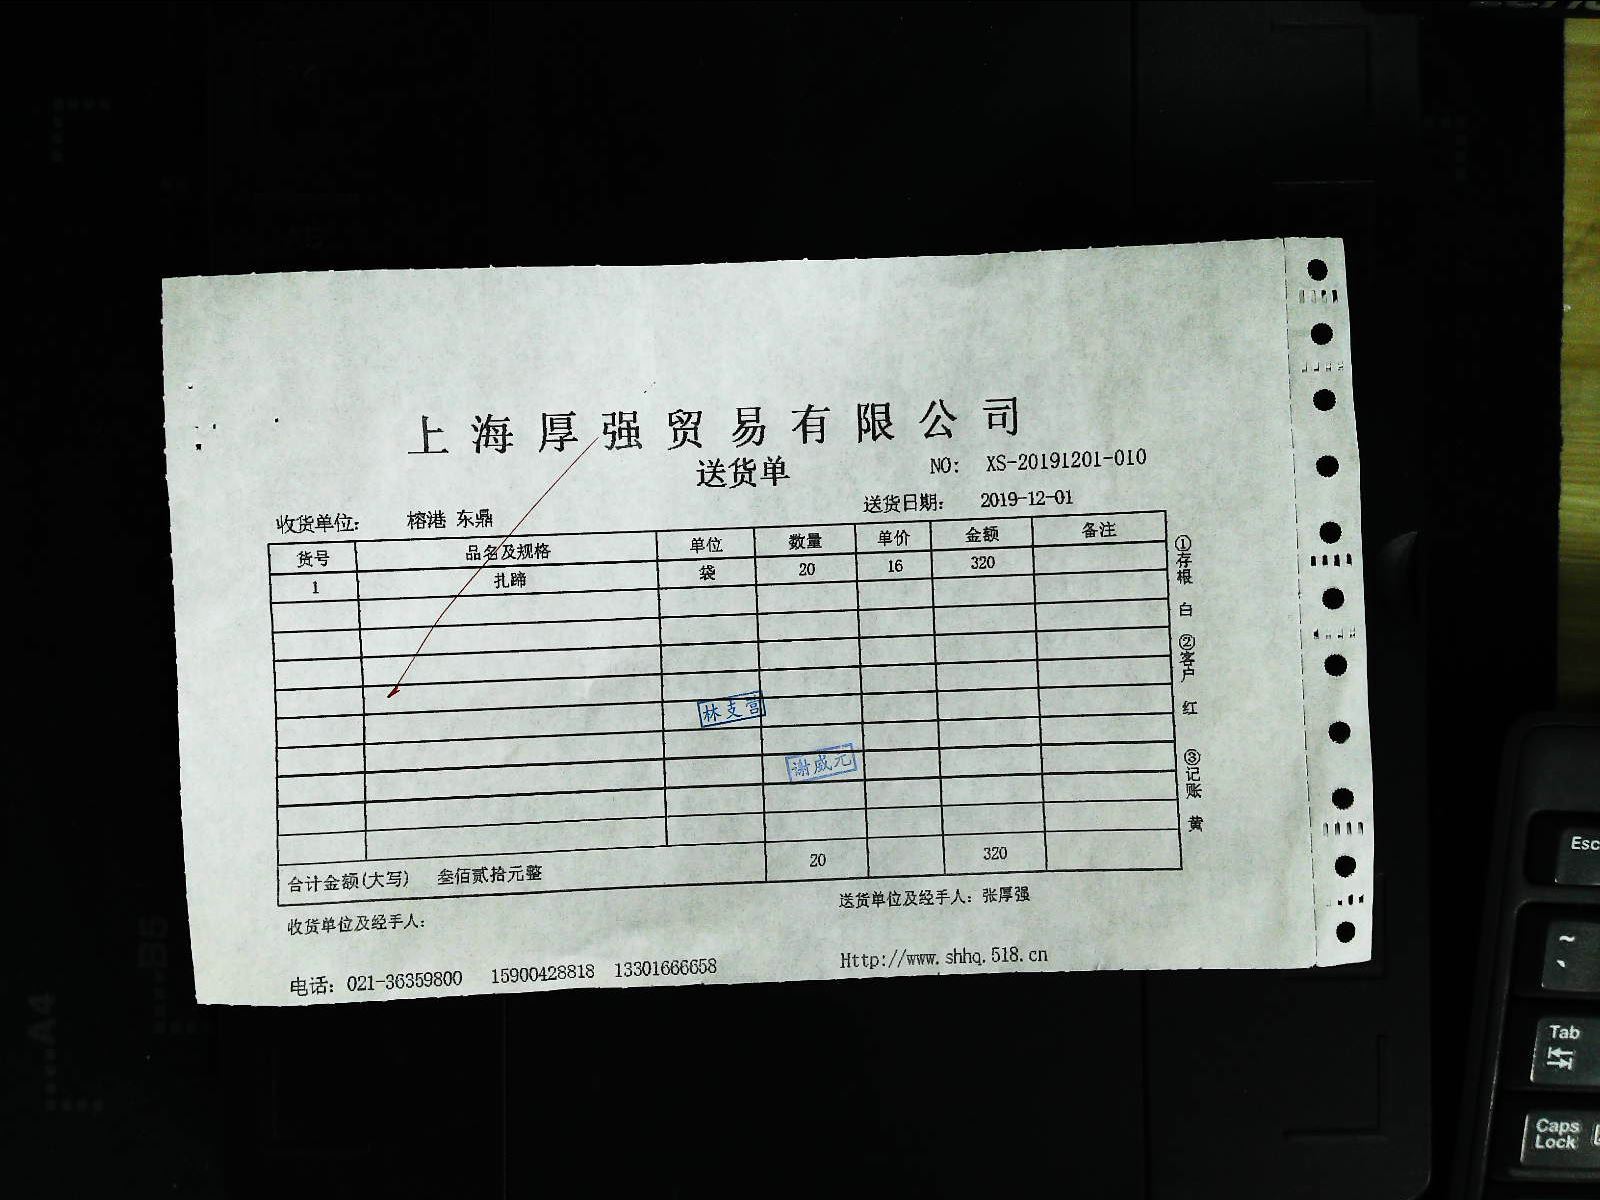 上海厚强贸易有限公司
送货单 NO: XS-20191201-010
收货单位: 榕港 东鼎 送货日期: 2019-12-01
货号 品名及规格 单位 数量 单价 金额 备注
1 扎蹄 袋 20 16 320
林支营
谢威元
合计金额(大写) 叁佰贰拾元整 20 320
收货单位及经手人: 送货单位及经手人: 张厚强
电话: 021-36359800 15900428818 13301666658 Http://www.shhq.518.cn
①存根 白 ②客户 红 ③记账 黄
A4
B5
Esc
~
Tab
Caps Lock